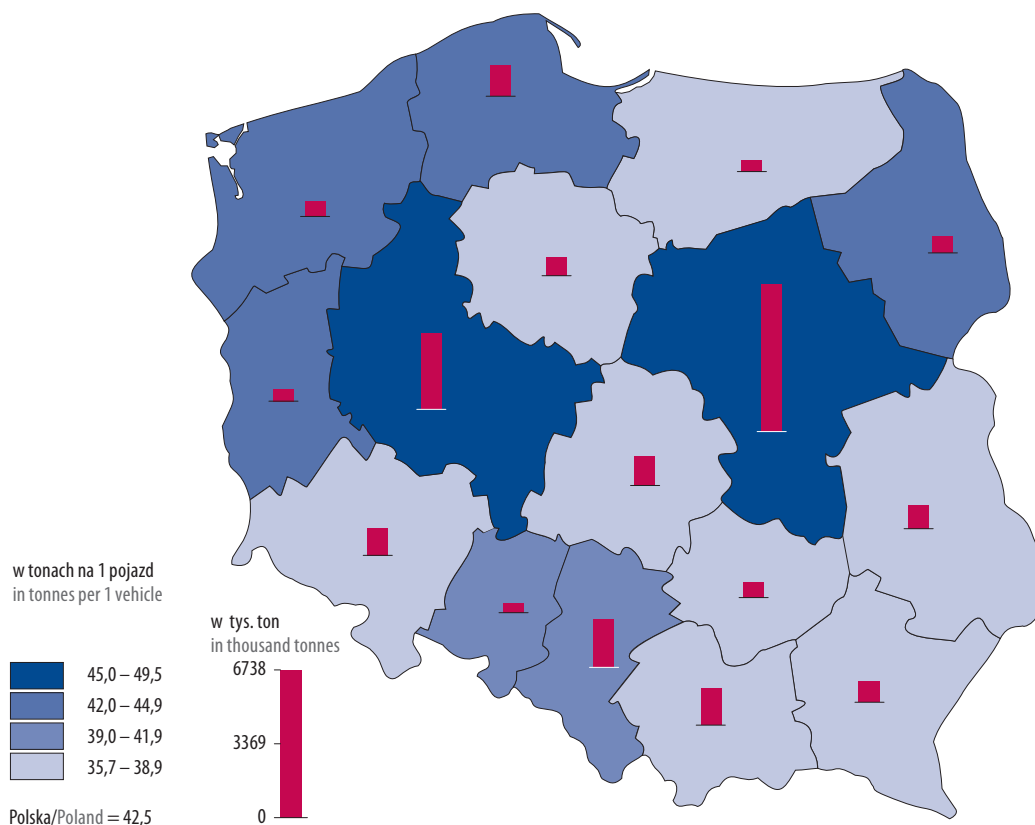 w tonach na 1 pojazd
in tonnes per 1 vehicle
45,0 – 49,5
42,0 – 44,9
39,0 – 41,9
35,7 – 38,9
Polska/Poland = 42,5
w tys. ton
in thousand tonnes
6738
3369
0